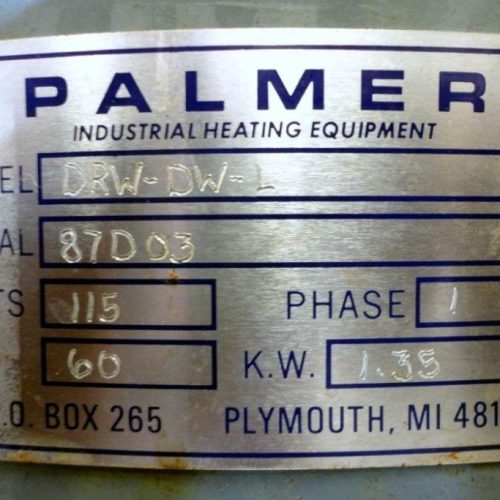 PALMER
INDUSTRIAL HEATING EQUIPMENT
EL DRW-DW-L
AL 87D03
TS 115 PHASE 1
60 K.W. 1.35
.O. BOX 265 PLYMOUTH, MI 481